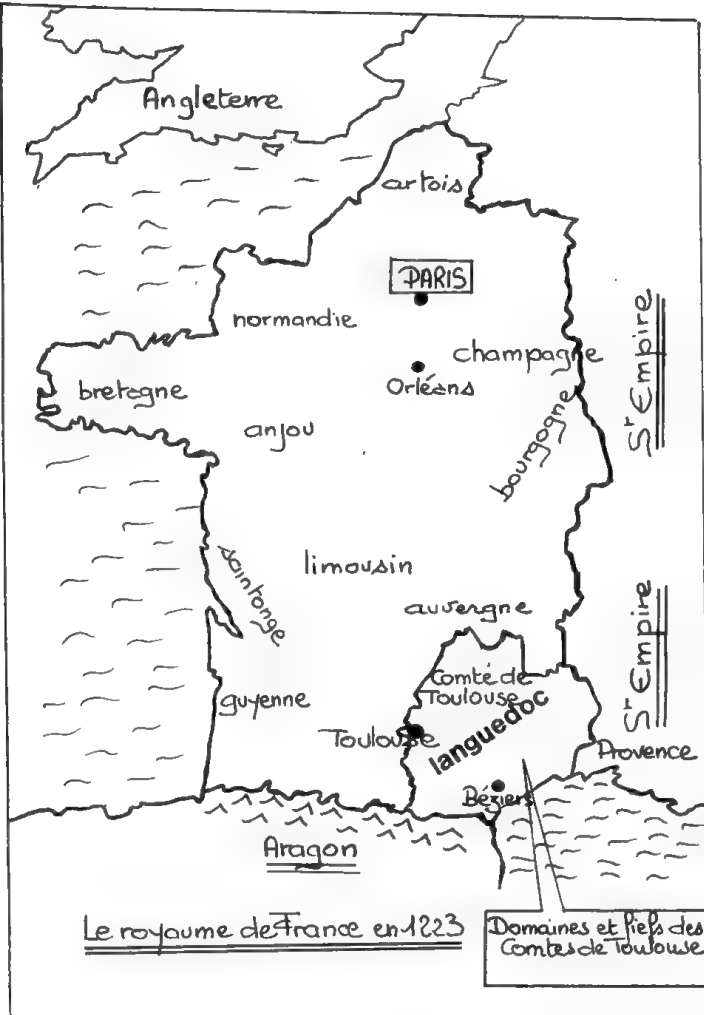 Angleterre
artois
PARIS
normandie
champagne
Orléans
bretagne
anjou
bourgogne
St Empire
limousin
saintonge
auvergne
St Empire
Comté de
Toulouse
guyenne
Toulouse
languedoc
Provence
Béziers
Aragon
Le royaume de France en 1223
Domaines et fiefs des
Comtes de Toulouse